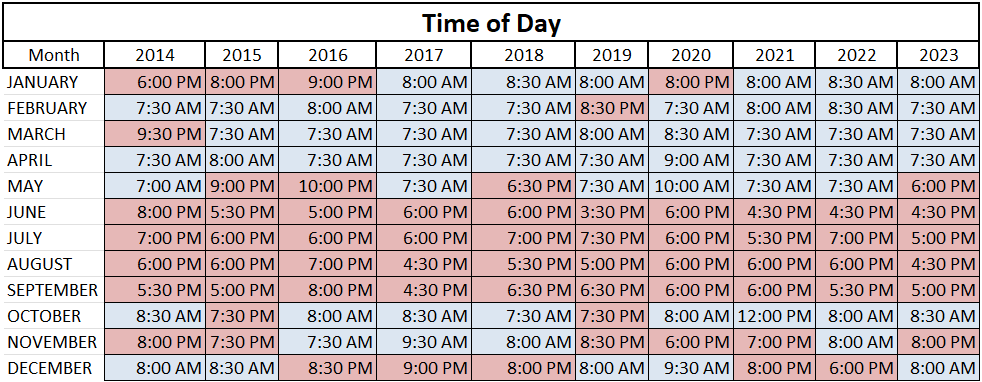 Time of Day
Month 2014 2015 2016 2017 2018 2019 2020 2021 2022 2023
JANUARY 6:00 PM 8:00 PM 9:00 PM 8:00 AM 8:30 AM 8:00 AM 8:00 PM 8:00 AM 8:30 AM 8:00 AM
FEBRUARY 7:30 AM 7:30 AM 8:00 AM 7:30 AM 7:30 AM 8:30 PM 7:30 AM 8:00 AM 8:30 AM 7:30 AM
MARCH 9:30 PM 7:30 AM 7:30 AM 7:30 AM 7:30 AM 8:00 AM 8:30 AM 7:30 AM 7:30 AM 7:30 AM
APRIL 7:30 AM 8:00 AM 7:30 AM 7:30 AM 7:30 AM 7:30 AM 9:00 AM 7:30 AM 7:30 AM 7:30 AM
MAY 7:00 AM 9:00 PM 10:00 PM 7:30 AM 6:30 PM 7:30 AM 10:00 AM 7:30 AM 7:30 AM 6:00 PM
JUNE 8:00 PM 5:30 PM 5:00 PM 6:00 PM 6:00 PM 3:30 PM 6:00 PM 4:30 PM 4:30 PM 4:30 PM
JULY 7:00 PM 6:00 PM 6:00 PM 6:00 PM 7:00 PM 7:30 PM 6:00 PM 5:30 PM 7:00 PM 5:00 PM
AUGUST 6:00 PM 6:00 PM 7:00 PM 4:30 PM 5:30 PM 5:00 PM 6:00 PM 6:00 PM 6:00 PM 4:30 PM
SEPTEMBER 5:30 PM 5:00 PM 8:00 PM 4:30 PM 6:30 PM 6:30 PM 6:00 PM 6:00 PM 5:30 PM 5:00 PM
OCTOBER 8:30 AM 7:30 PM 8:00 AM 8:30 AM 7:30 AM 7:30 PM 8:00 AM 12:00 PM 8:00 AM 8:30 AM
NOVEMBER 8:00 PM 7:30 PM 7:30 AM 9:30 AM 8:00 AM 8:30 PM 6:00 PM 7:00 PM 8:00 AM 8:00 PM
DECEMBER 8:00 AM 8:30 AM 8:30 PM 9:00 PM 8:00 PM 8:00 AM 9:30 AM 8:00 PM 6:00 PM 8:00 AM